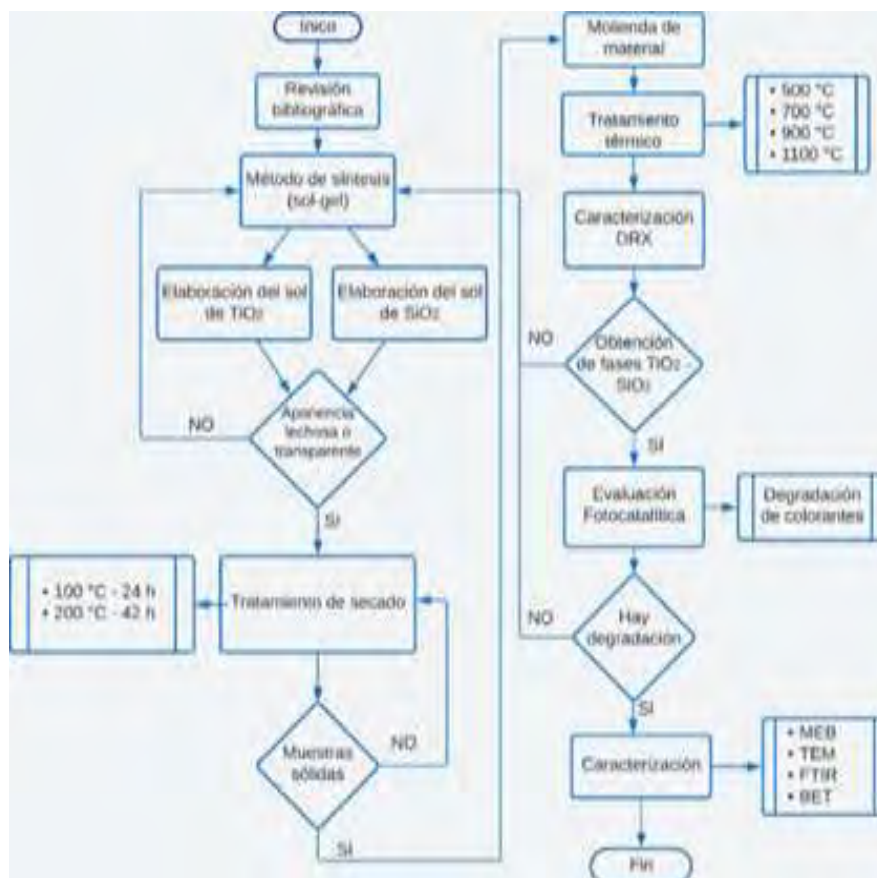 Inico
Revisión
bibliográfica
Método de síntesis
(sol-gel)
Elaboración del sol
de TiO2
Elaboración del sol
de SiO2
Apariencia
lechosa o
transparente
NO
SI
Tratamiento de secado
• 100 °C - 24 h
• 200 °C - 42 h
Muestras
sólidas
NO
SI
Molienda de
material
Tratamiento
térmico
• 500 °C
• 700 °C
• 900 °C
• 1100 °C
Caracterización
DRX
Obtención
de fases TiO2 -
SiO2
NO
SI
Evaluación
Fotocatalítica
Degradación
de colorantes
Hay
degradación
NO
SI
Caracterización
• MEB
• TEM
• FTIR
• BET
Fin